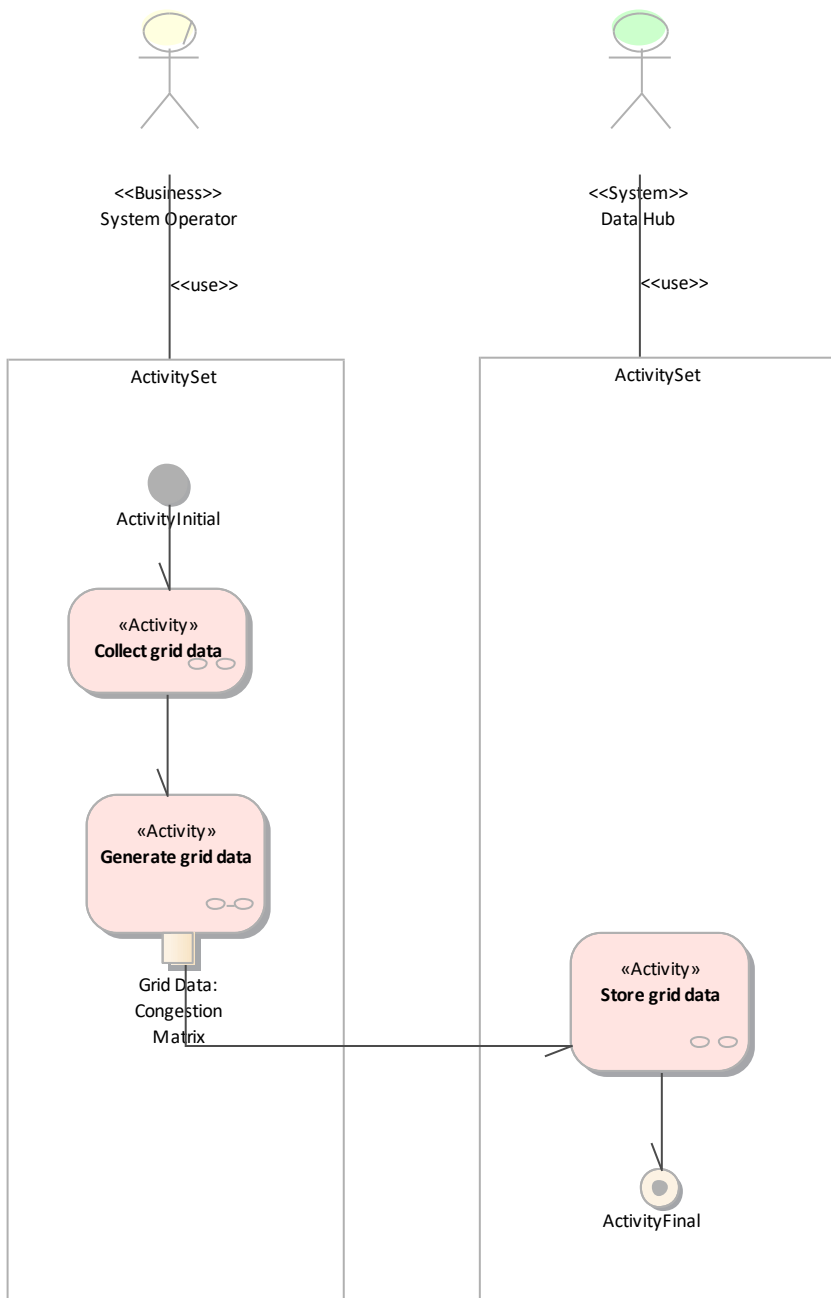 <<Business>>
System Operator
<<System>>
Data Hub
<<use>>
<<use>>
ActivitySet
ActivitySet
ActivityInitial
«Activity»
Collect grid data
«Activity»
Generate grid data
Grid Data:
Congestion
Matrix
«Activity»
Store grid data
ActivityFinal